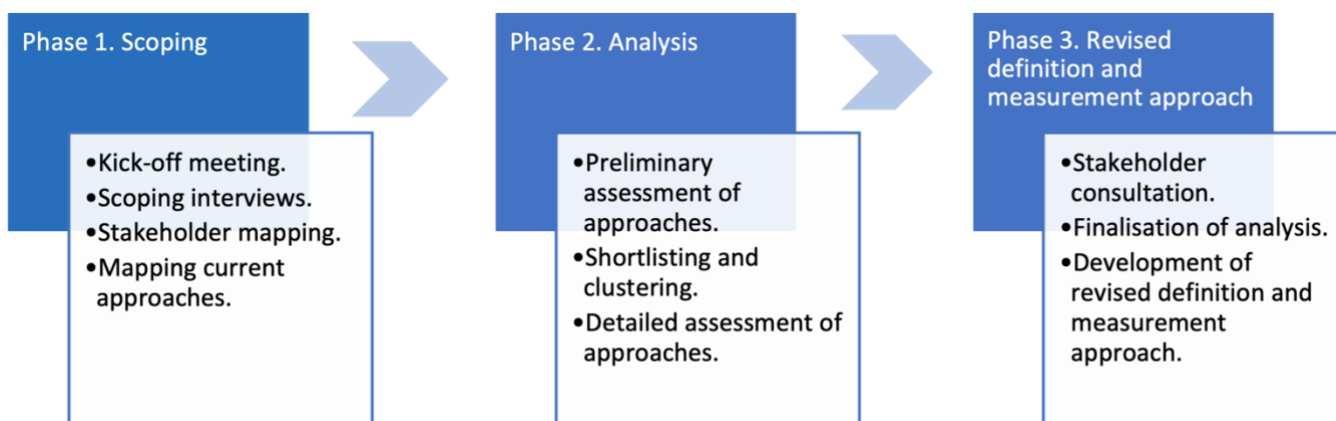 Phase 1. Scoping
•Kick-off meeting.
•Scoping interviews.
•Stakeholder mapping.
•Mapping current
approaches.
Phase 2. Analysis
•Preliminary
assessment of
approaches.
•Shortlisting and
clustering.
•Detailed assessment of
approaches.
Phase 3. Revised
definition and
measurement approach
•Stakeholder
consultation.
•Finalisation of analysis.
•Development of
revised definition and
measurement
approach.